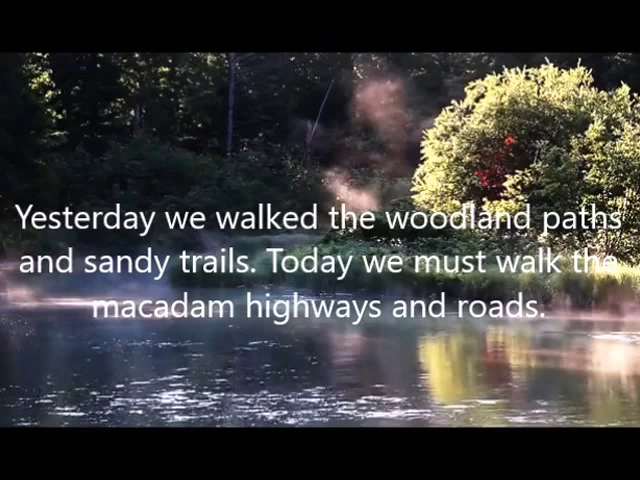 Yesterday we walked the woodland paths
and sandy trails. Today we must walk the
macadam highways and roads.